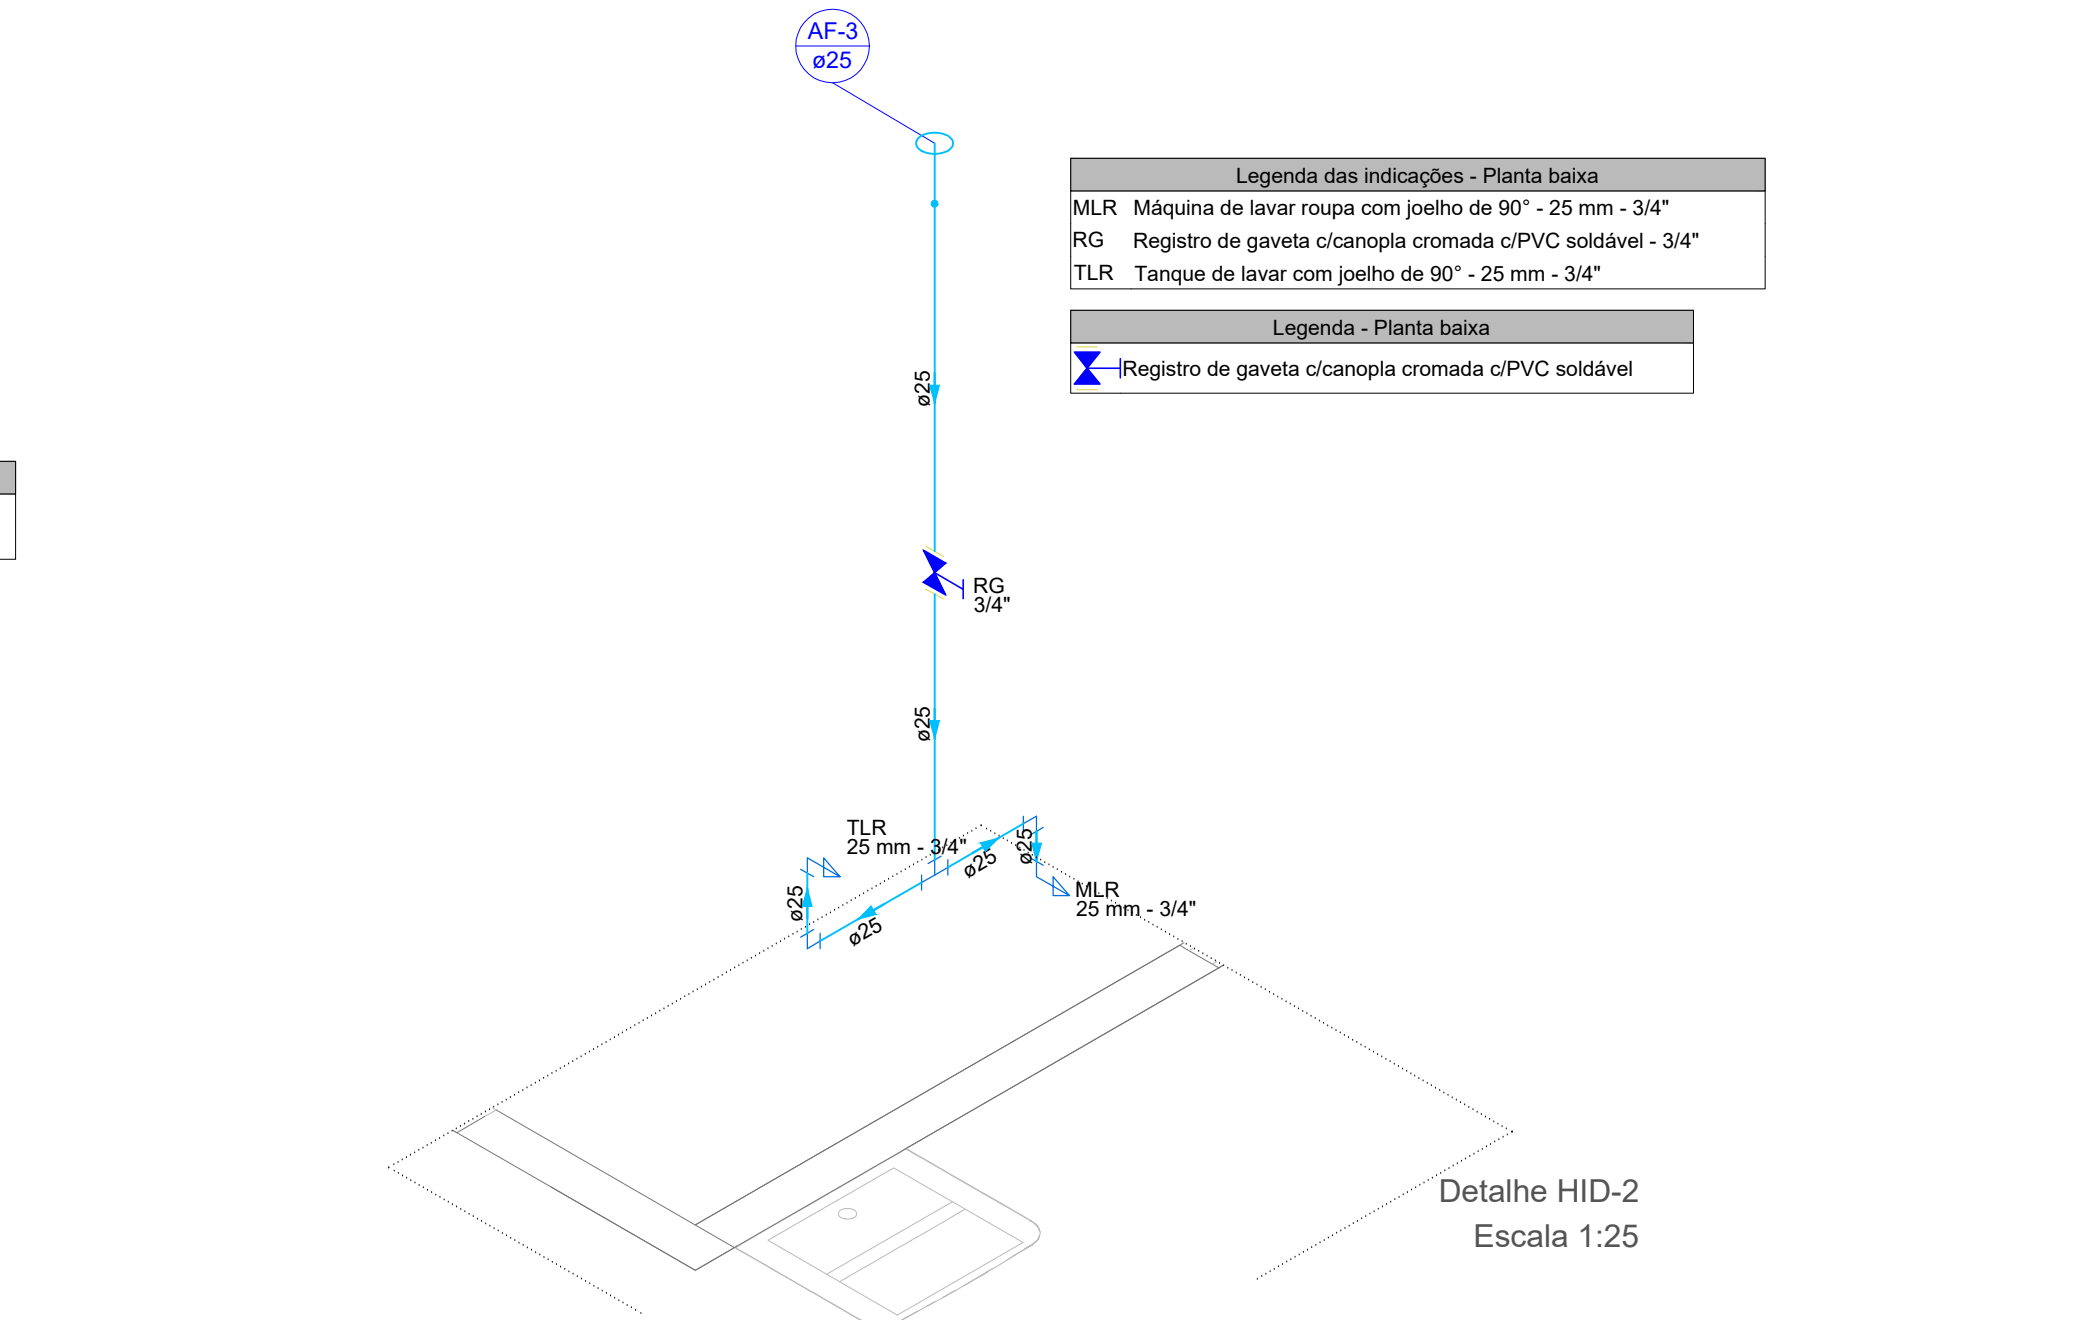 AF-3
ø25
Legenda das indicações - Planta baixa
MLR Máquina de lavar roupa com joelho de 90° - 25 mm - 3/4"
RG Registro de gaveta c/canopla cromada c/PVC soldável - 3/4"
TLR Tanque de lavar com joelho de 90° - 25 mm - 3/4"
Legenda - Planta baixa
Registro de gaveta c/canopla cromada c/PVC soldável
ø25
RG
3/4"
ø25
TLR
25 mm - 3/4"
ø25
ø25
MLR
25 mm - 3/4"
ø25
ø25
Detalhe HID-2
Escala 1:25